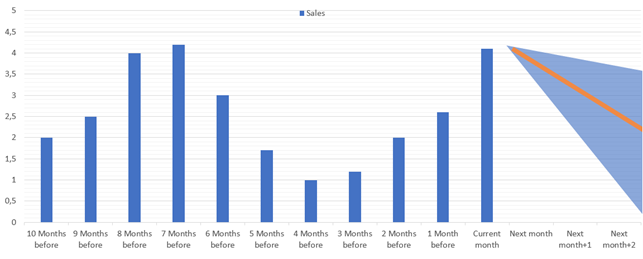 Sales
5
4,5
4
3,5
3
2,5
2
1,5
1
0,5
0
10 Months before
9 Months before
8 Months before
7 Months before
6 Months before
5 Months before
4 Months before
3 Months before
2 Months before
1 Month before
Current month
Next month
Next month+1
Next month+2